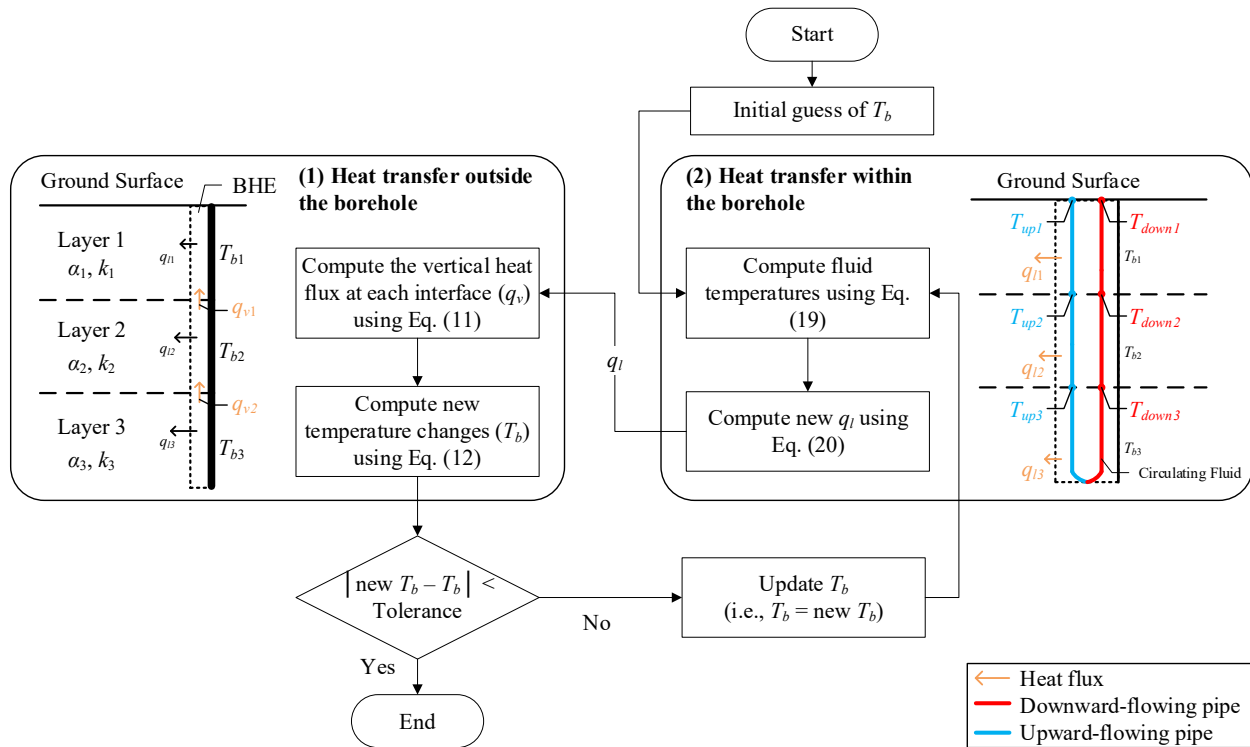 Start
Initial guess of T_b
(1) Heat transfer outside
the borehole
Ground Surface
BHE
Layer 1
α_1, k_1
q_l1
T_b1
q_v1
Layer 2
α_2, k_2
q_l2
T_b2
q_v2
Layer 3
α_3, k_3
q_l3
T_b3
Compute the vertical heat
flux at each interface (q_v)
using Eq. (11)
Compute new
temperature changes (T_b)
using Eq. (12)
q_l
(2) Heat transfer within
the borehole
Compute fluid
temperatures using Eq.
(19)
Compute new q_l using
Eq. (20)
Ground Surface
T_up1
T_down1
q_l1
T_b1
T_up2
T_down2
q_l2
T_b2
T_up3
T_down3
q_l3
T_b3
Circulating Fluid
|new T_b – T_b| <
Tolerance
No
Update T_b
(i.e., T_b = new T_b)
Yes
End
Heat flux
Downward-flowing pipe
Upward-flowing pipe